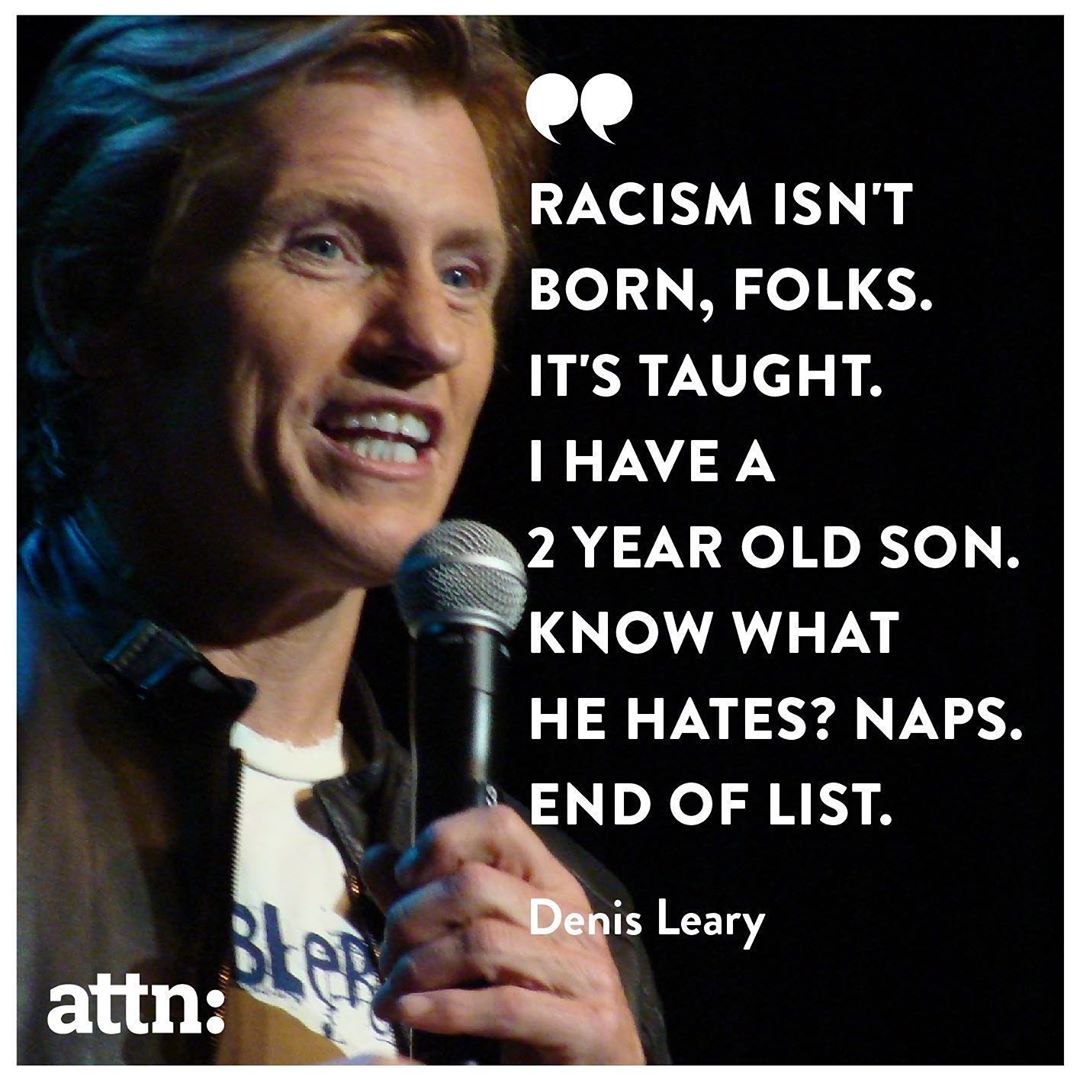 RACISM ISN'T
BORN, FOLKS.
IT'S TAUGHT.
I HAVE A
2 YEAR OLD SON.
KNOW WHAT
HE HATES? NAPS.
END OF LIST.
Denis Leary
attn: